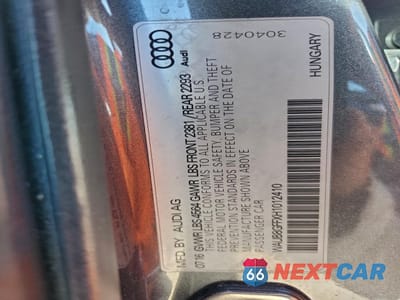 3040428
Audi
MFD. BY AUDI AG HUNGARY
07/16 GVWR LBS 4564 GAWR LBS FRONT 2381 /REAR 2293
THIS VEHICLE CONFORMS TO ALL APPLICABLE U.S.
FEDERAL MOTOR VEHICLE SAFETY, BUMPER AND THEFT
PREVENTION STANDARDS IN EFFECT ON THE DATE OF
MANUFACTURE SHOWN ABOVE.
PASSENGER CAR
66 NEXTCAR